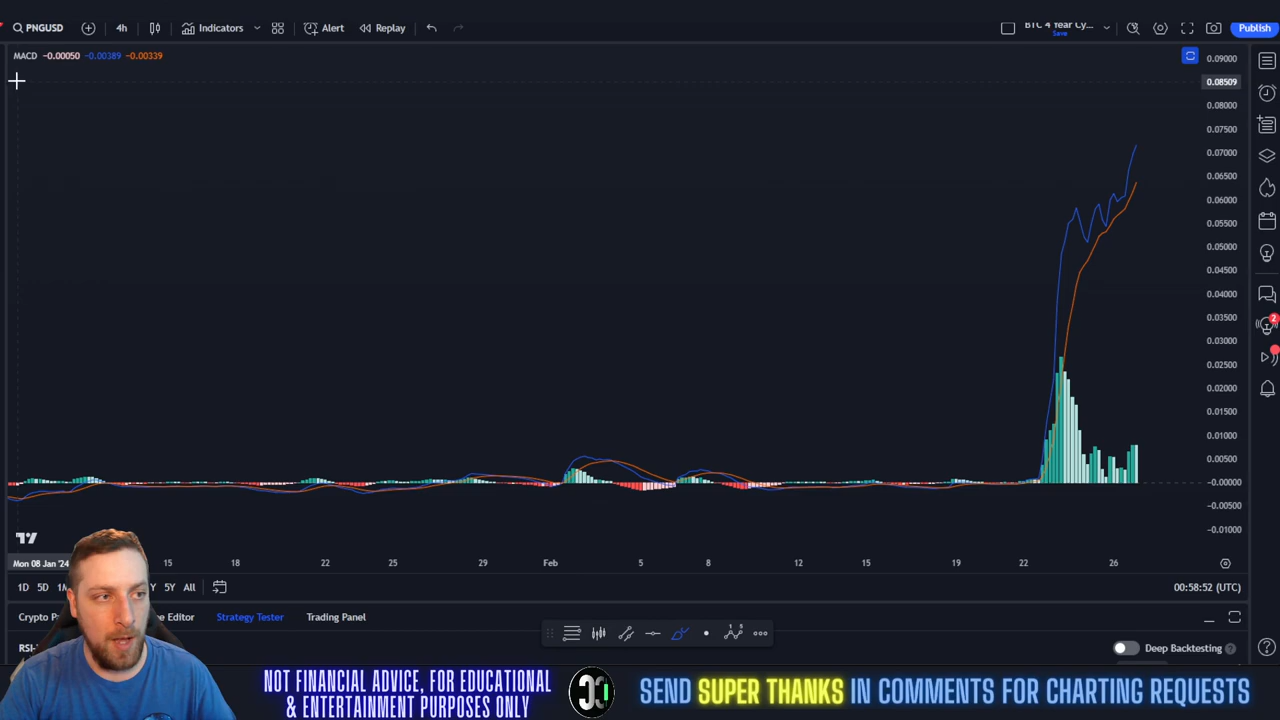 PNGUSD
4h
Indicators
Alert
Replay
BTC 4 Year Cy...
Save
Publish
MACD -0.00050 -0.00389 -0.00339
0.09000
0.08509
0.08000
0.07500
0.07000
0.06500
0.06000
0.05500
0.05000
0.04500
0.04000
0.03500
0.03000
0.02500
0.02000
0.01500
0.01000
0.00500
-0.00000
-0.00500
-0.01000
2
Mon 08 Jan '24
15
18
22
25
29
Feb
5
8
12
15
19
22
26
1D
5D
5Y
All
00:58:52 (UTC)
Editor
Strategy Tester
Trading Panel
Deep Backtesting
NOT FINANCIAL ADVICE, FOR EDUCATIONAL
& ENTERTAINMENT PURPOSES ONLY
SEND SUPER THANKS IN COMMENTS FOR CHARTING REQUESTS